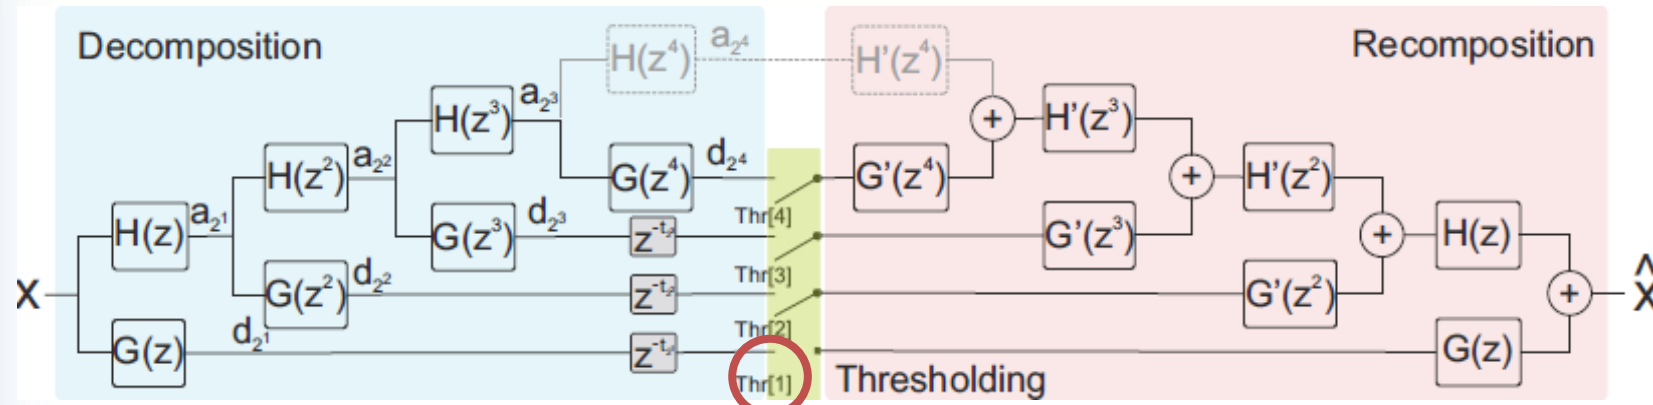 Decomposition
Recomposition
H(z⁴) a₂⁴ H'(z⁴)
H(z³) a₂³ + H'(z³)
H(z²) a₂² G(z⁴) d₂⁴ G'(z⁴) + H'(z²)
Thr[4]
H(z) a₂¹ G(z³) d₂³ G'(z³) + H(z)
Thr[3]
X G(z²) d₂² G'(z²) + X̂
Thr[2]
G(z) d₂¹ G(z)
Thr[1] Thresholding